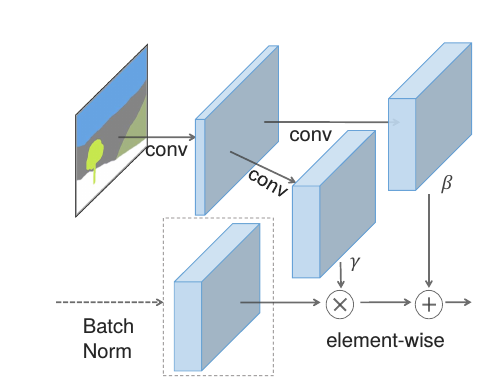 conv
conv
conv
β
γ
Batch
Norm
element-wise